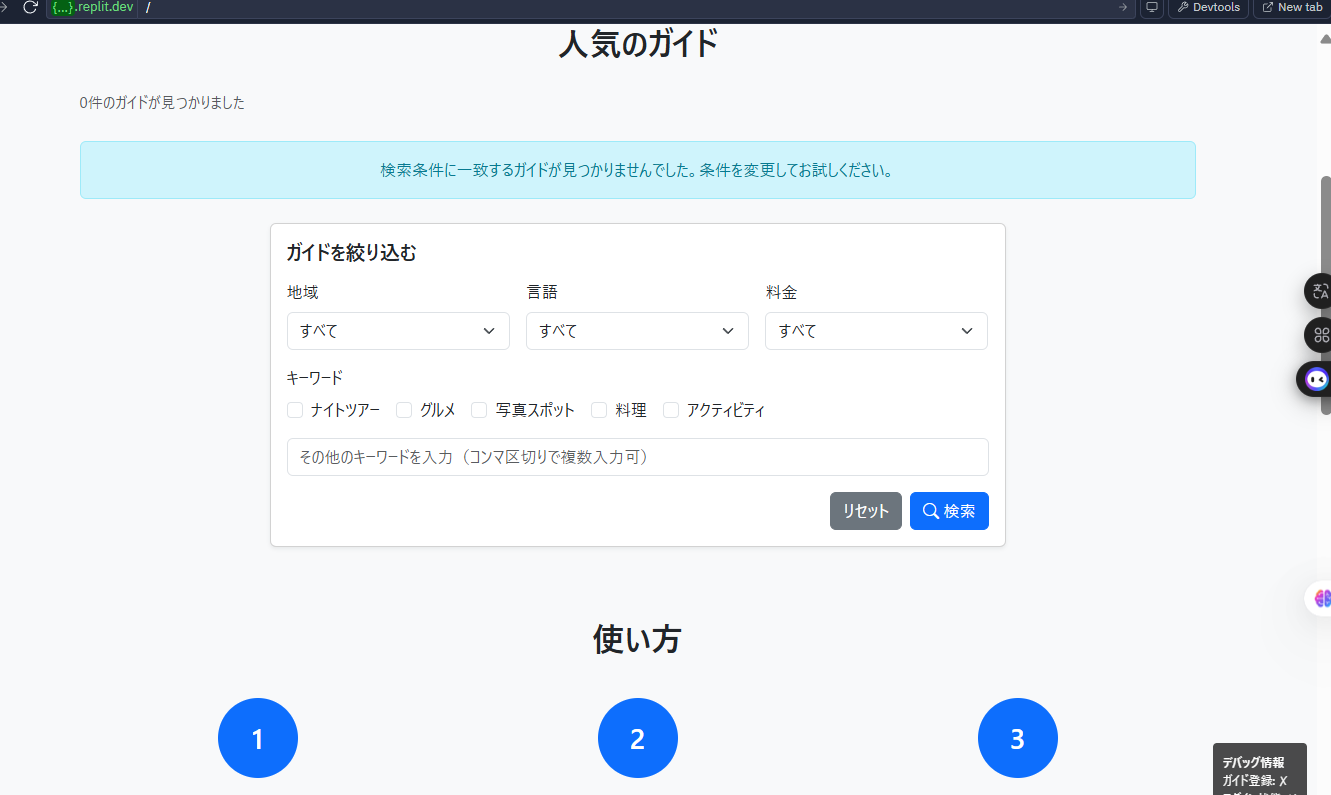 {...}.replit.dev /
Devtools
New tab
人気のガイド
0件のガイドが見つかりました
検索条件に一致するガイドが見つかりませんでした。条件を変更してお試しください。
ガイドを絞り込む
地域 言語 料金
すべて すべて すべて
キーワード
ナイトツアー グルメ 写真スポット 料理 アクティビティ
その他のキーワードを入力（コンマ区切りで複数入力可）
リセット 検索
使い方
1 2 3
デバッグ情報
ガイド登録: ✗